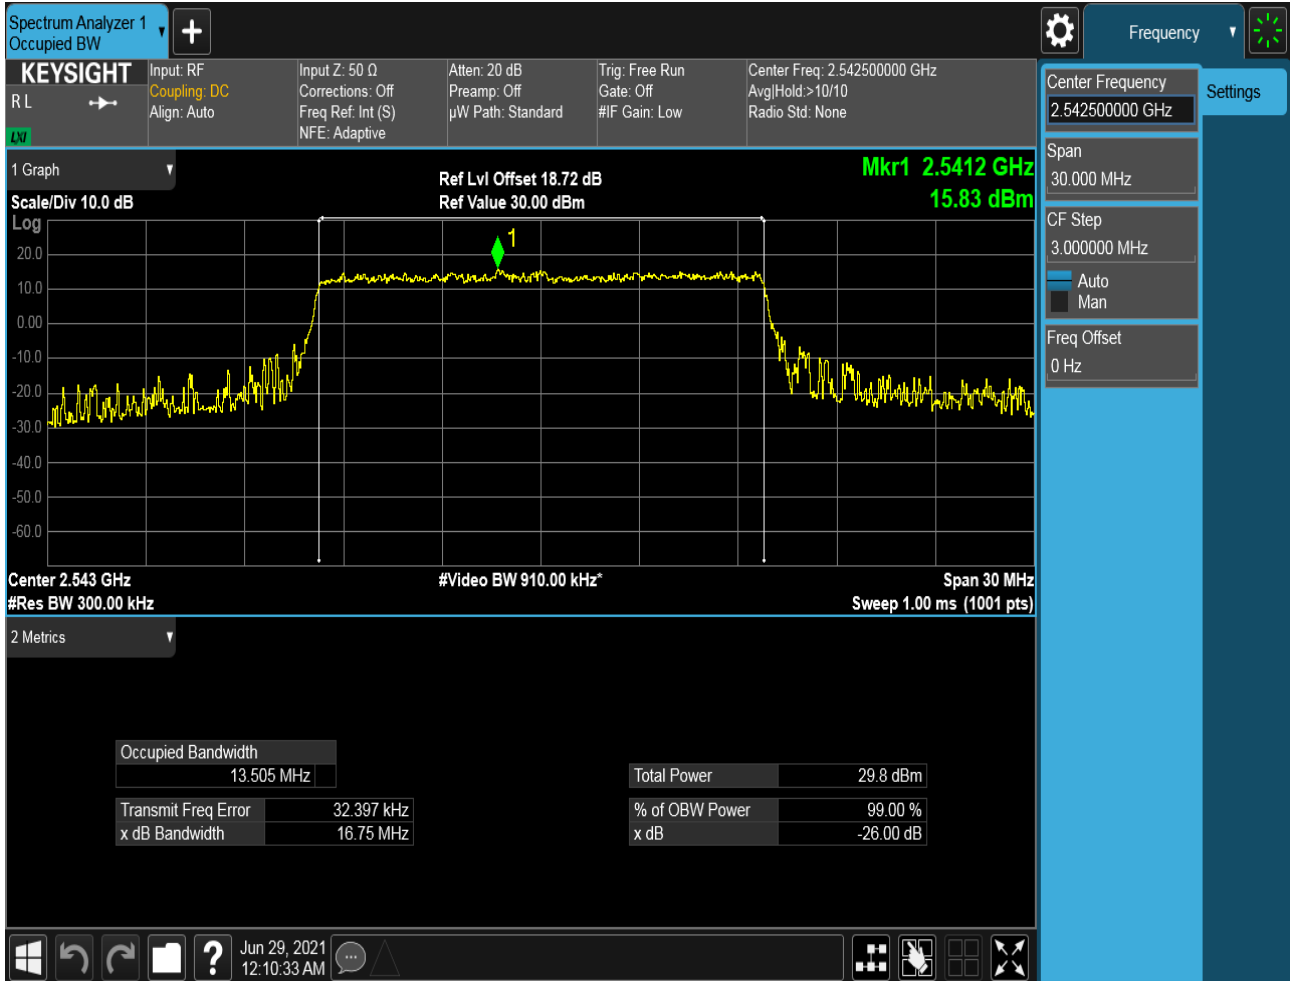 Spectrum Analyzer 1
Occupied BW
Frequency
KEYSIGHT
R L
LXI
Input: RF
Coupling: DC
Align: Auto
Input Z: 50 Ω
Corrections: Off
Freq Ref: Int (S)
NFE: Adaptive
Atten: 20 dB
Preamp: Off
µW Path: Standard
Trig: Free Run
Gate: Off
#IF Gain: Low
Center Freq: 2.542500000 GHz
Avg|Hold:>10/10
Radio Std: None
Center Frequency
2.542500000 GHz
Settings
Span
30.000 MHz
CF Step
3.000000 MHz
Auto
Man
Freq Offset
0 Hz
1 Graph
Scale/Div 10.0 dB
Ref Lvl Offset 18.72 dB
Ref Value 30.00 dBm
Mkr1 2.5412 GHz
15.83 dBm
Log
1
20.0
10.0
0.00
-10.0
-20.0
-30.0
-40.0
-50.0
-60.0
Center 2.543 GHz
#Res BW 300.00 kHz
#Video BW 910.00 kHz*
Span 30 MHz
Sweep 1.00 ms (1001 pts)
2 Metrics
Occupied Bandwidth
13.505 MHz
Transmit Freq Error 32.397 kHz
x dB Bandwidth 16.75 MHz
Total Power 29.8 dBm
% of OBW Power 99.00 %
x dB -26.00 dB
?
Jun 29, 2021
12:10:33 AM